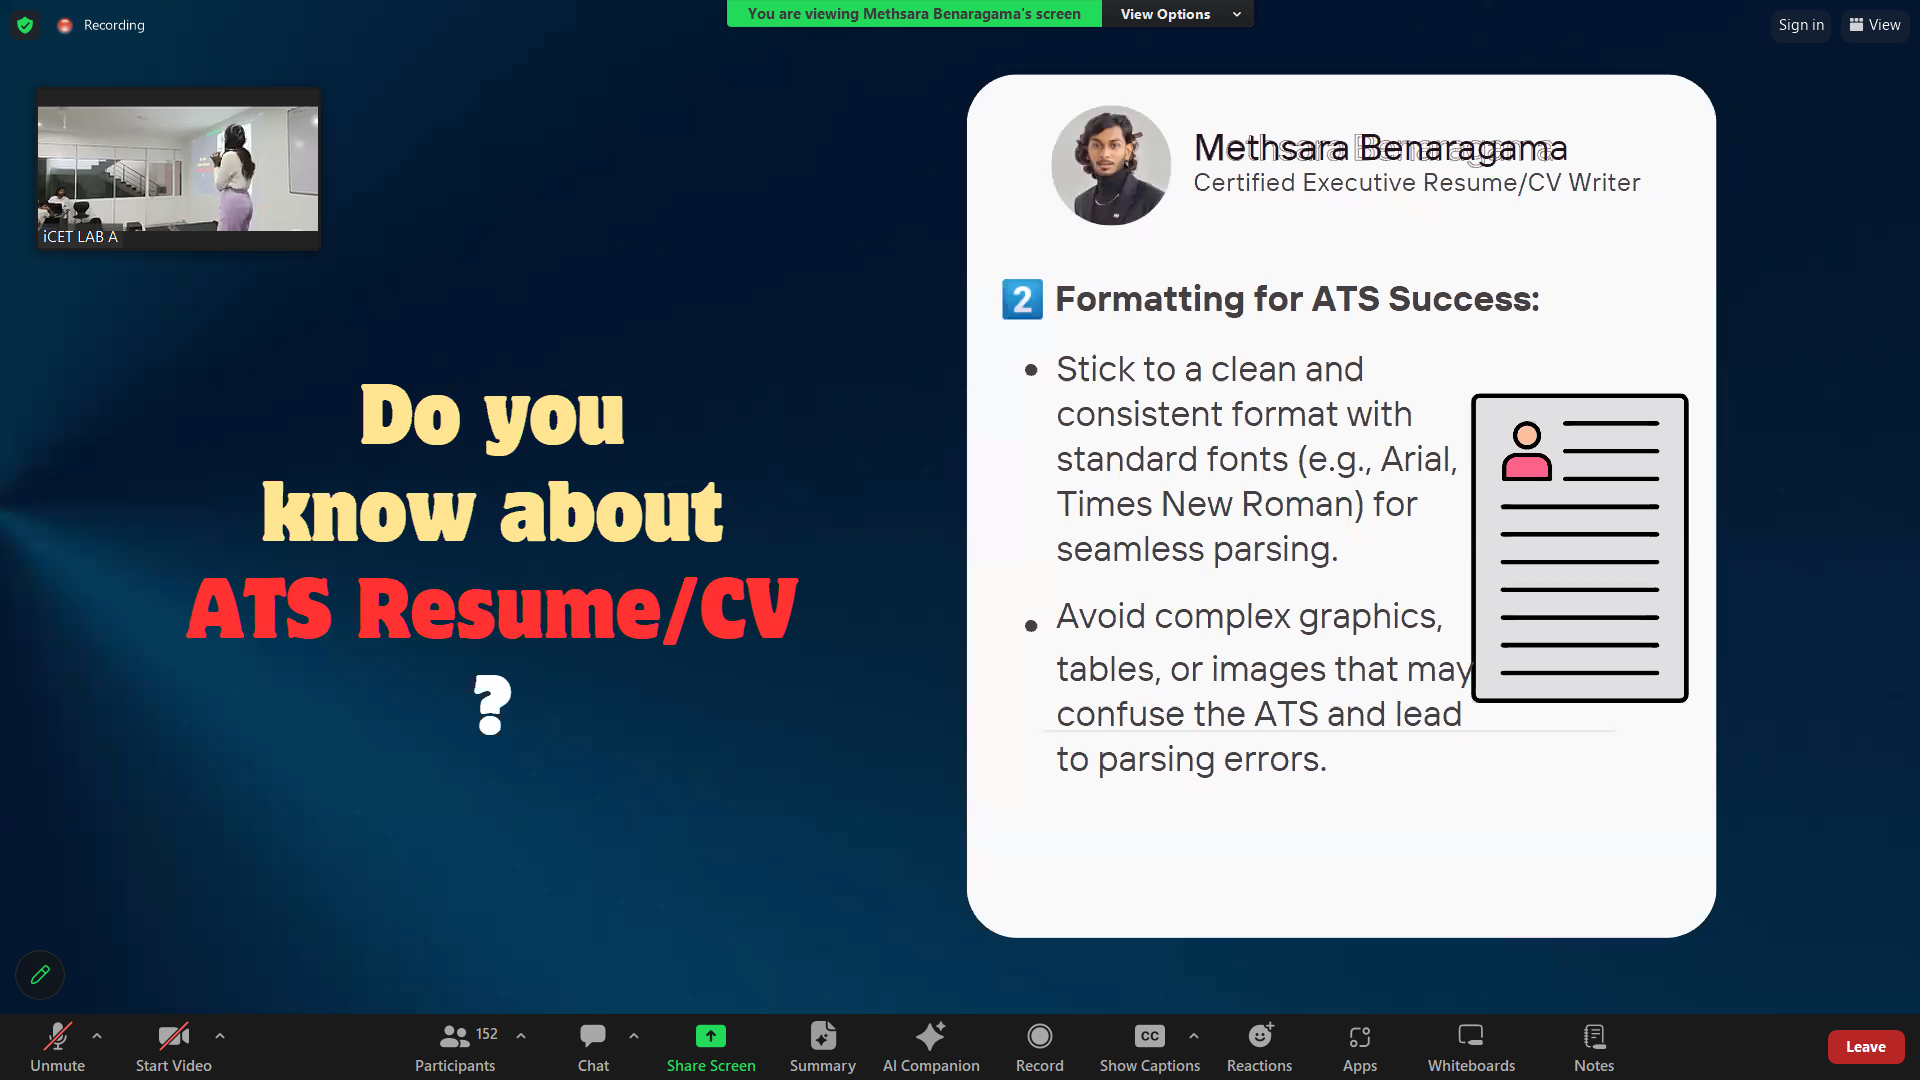 Recording
You are viewing Methsara Benaragama's screen
View Options
Sign in
View
iCET LAB A
Do you
know about
ATS Resume/CV
?
Methsara Benaragama
Certified Executive Resume/CV Writer
2 Formatting for ATS Success:
• Stick to a clean and
consistent format with
standard fonts (e.g., Arial,
Times New Roman) for
seamless parsing.
• Avoid complex graphics,
tables, or images that may
confuse the ATS and lead
to parsing errors.
Unmute
Start Video
152
Participants
Chat
Share Screen
Summary
AI Companion
Record
CC
Show Captions
Reactions
Apps
Whiteboards
Notes
Leave